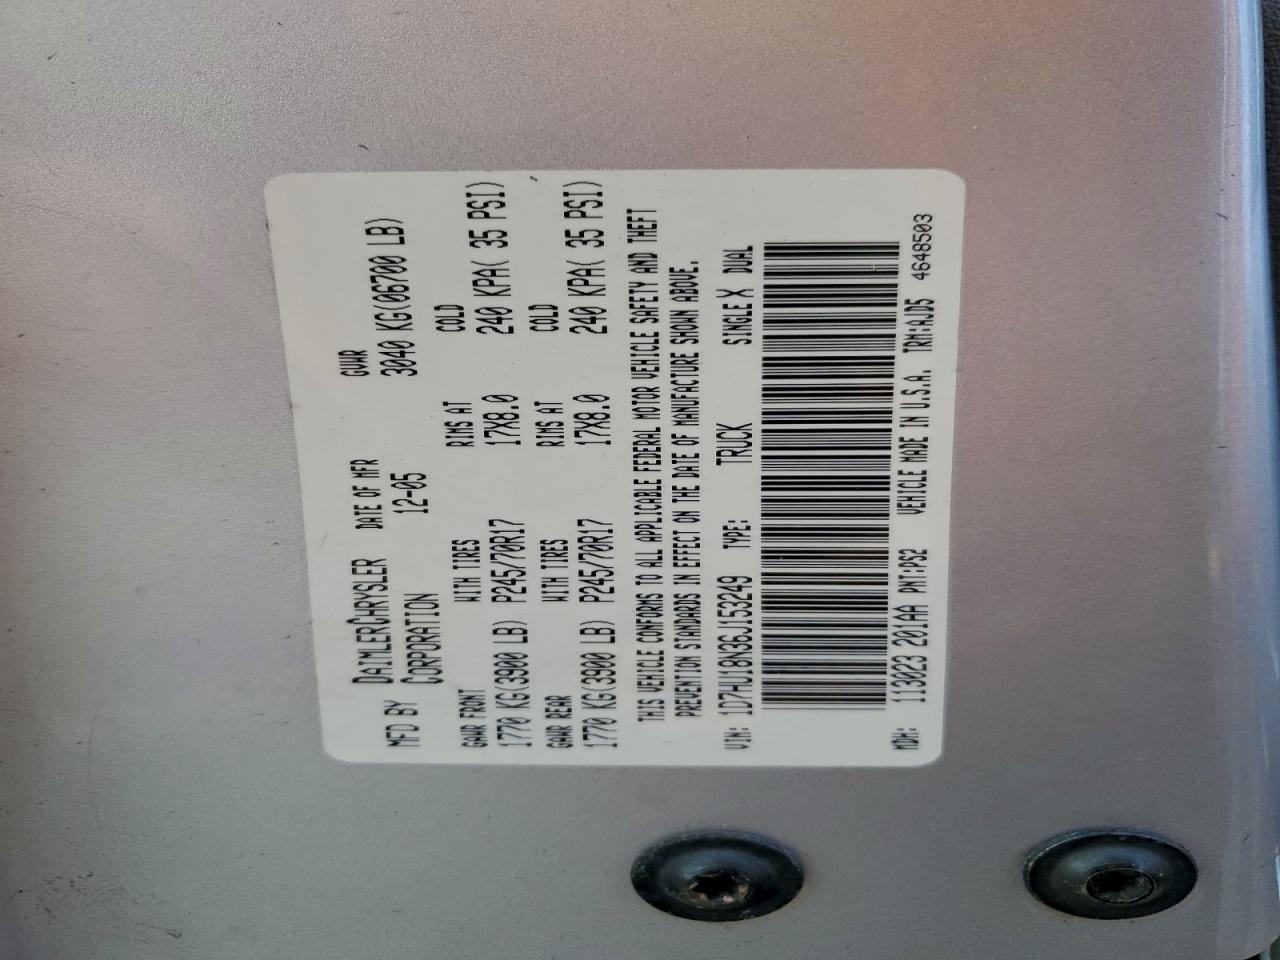 MFD BY DAIMLERCHRYSLER CORPORATION DATE OF MFR 12-05 GVWR 3040 KG(06700 LB)
GAWR FRONT WITH TIRES RIMS AT COLD
1770 KG(3900 LB) P245/70R17 17X8.0 240 KPA( 35 PSI)
GAWR REAR WITH TIRES RIMS AT COLD
1770 KG(3900 LB) P245/70R17 17X8.0 240 KPA( 35 PSI)
THIS VEHICLE CONFORMS TO ALL APPLICABLE FEDERAL MOTOR VEHICLE SAFETY AND THEFT
PREVENTION STANDARDS IN EFFECT ON THE DATE OF MANUFACTURE SHOWN ABOVE.
VIN: 1D7HU18N36J153249 TYPE: TRUCK SINGLE X DUAL
MDH: 113023 201AA PNT:PS2 VEHICLE MADE IN U.S.A. TRM:AJD5 4648503